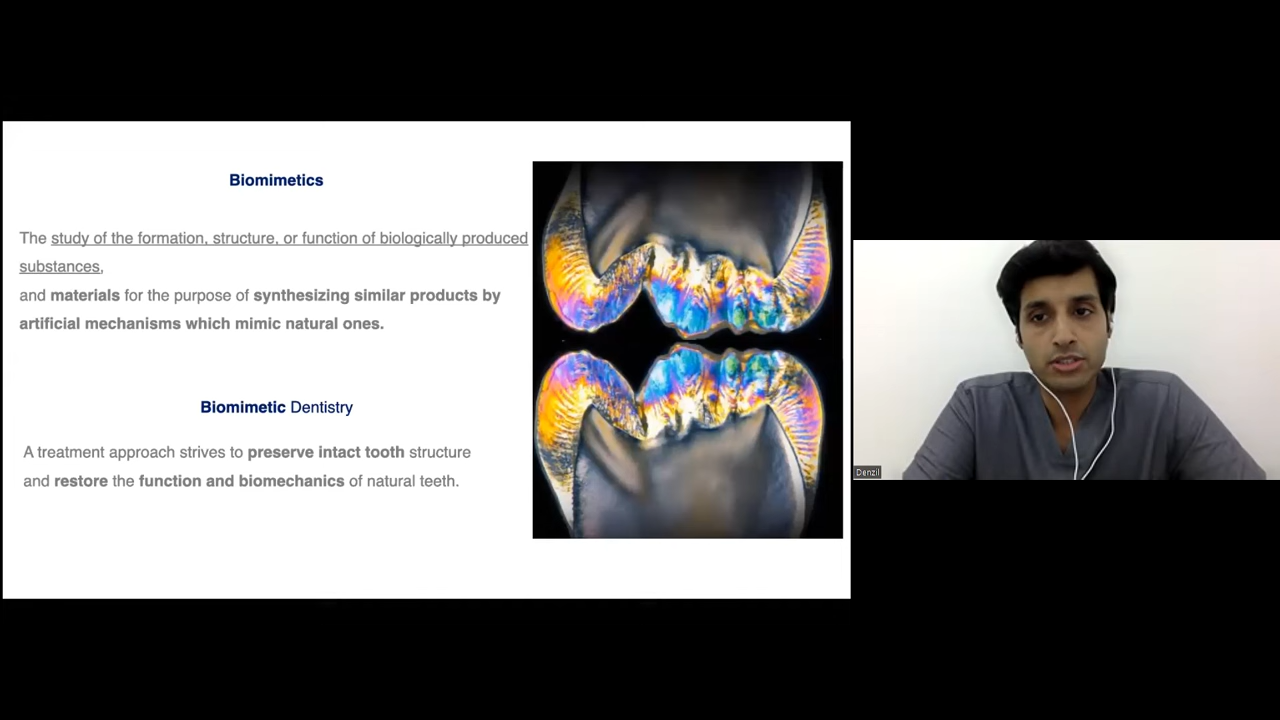 Biomimetics
The study of the formation, structure, or function of biologically produced
substances,
and materials for the purpose of synthesizing similar products by
artificial mechanisms which mimic natural ones.
Biomimetic Dentistry
A treatment approach strives to preserve intact tooth structure
and restore the function and biomechanics of natural teeth.
Denzil